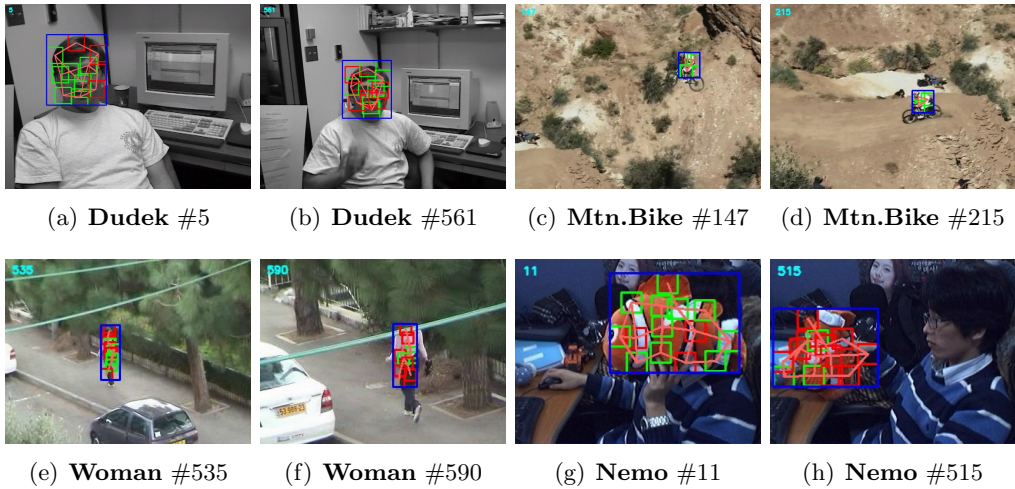 5
561
147
215
(a) Dudek #5
(b) Dudek #561
(c) Mtn.Bike #147
(d) Mtn.Bike #215
535
590
11
515
(e) Woman #535
(f) Woman #590
(g) Nemo #11
(h) Nemo #515